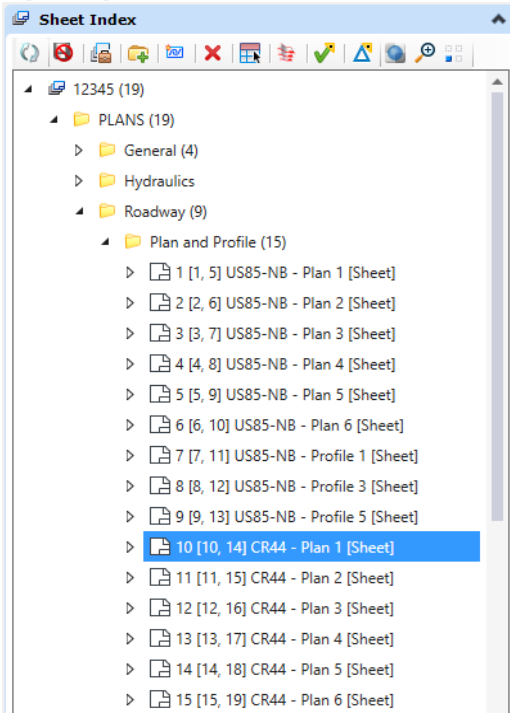 Sheet Index
12345 (19)
PLANS (19)
General (4)
Hydraulics
Roadway (9)
Plan and Profile (15)
1 [1, 5] US85-NB - Plan 1 [Sheet]
2 [2, 6] US85-NB - Plan 2 [Sheet]
3 [3, 7] US85-NB - Plan 3 [Sheet]
4 [4, 8] US85-NB - Plan 4 [Sheet]
5 [5, 9] US85-NB - Plan 5 [Sheet]
6 [6, 10] US85-NB - Plan 6 [Sheet]
7 [7, 11] US85-NB - Profile 1 [Sheet]
8 [8, 12] US85-NB - Profile 3 [Sheet]
9 [9, 13] US85-NB - Profile 5 [Sheet]
10 [10, 14] CR44 - Plan 1 [Sheet]
11 [11, 15] CR44 - Plan 2 [Sheet]
12 [12, 16] CR44 - Plan 3 [Sheet]
13 [13, 17] CR44 - Plan 4 [Sheet]
14 [14, 18] CR44 - Plan 5 [Sheet]
15 [15, 19] CR44 - Plan 6 [Sheet]